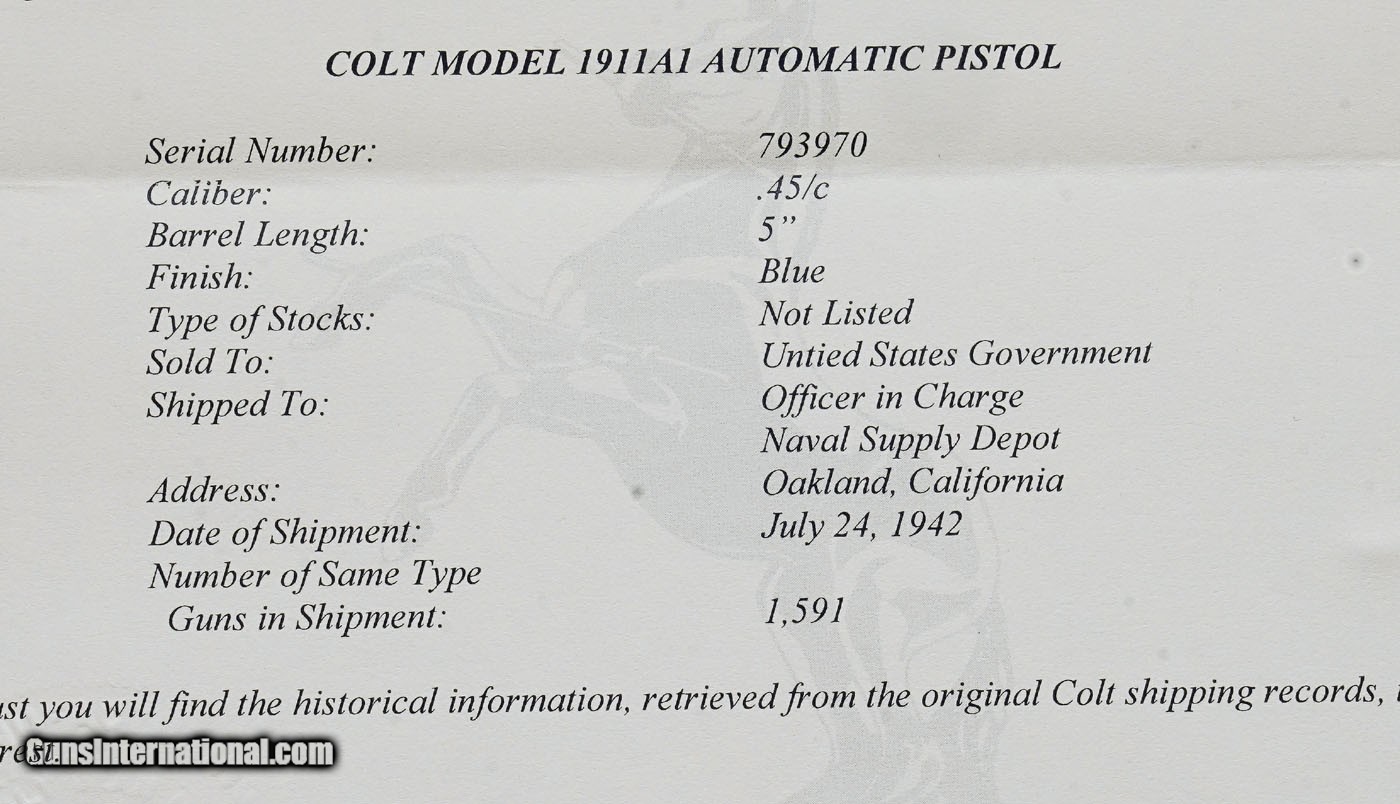 COLT MODEL 1911A1 AUTOMATIC PISTOL
Serial Number: 793970
Caliber: .45/c
Barrel Length: 5”
Finish: Blue
Type of Stocks: Not Listed
Sold To: Untied States Government
Shipped To: Officer in Charge
Naval Supply Depot
Address: Oakland, California
Date of Shipment: July 24, 1942
Number of Same Type
Guns in Shipment: 1,591
you will find the historical information, retrieved from the original Colt shipping records,
GunsInternational.com